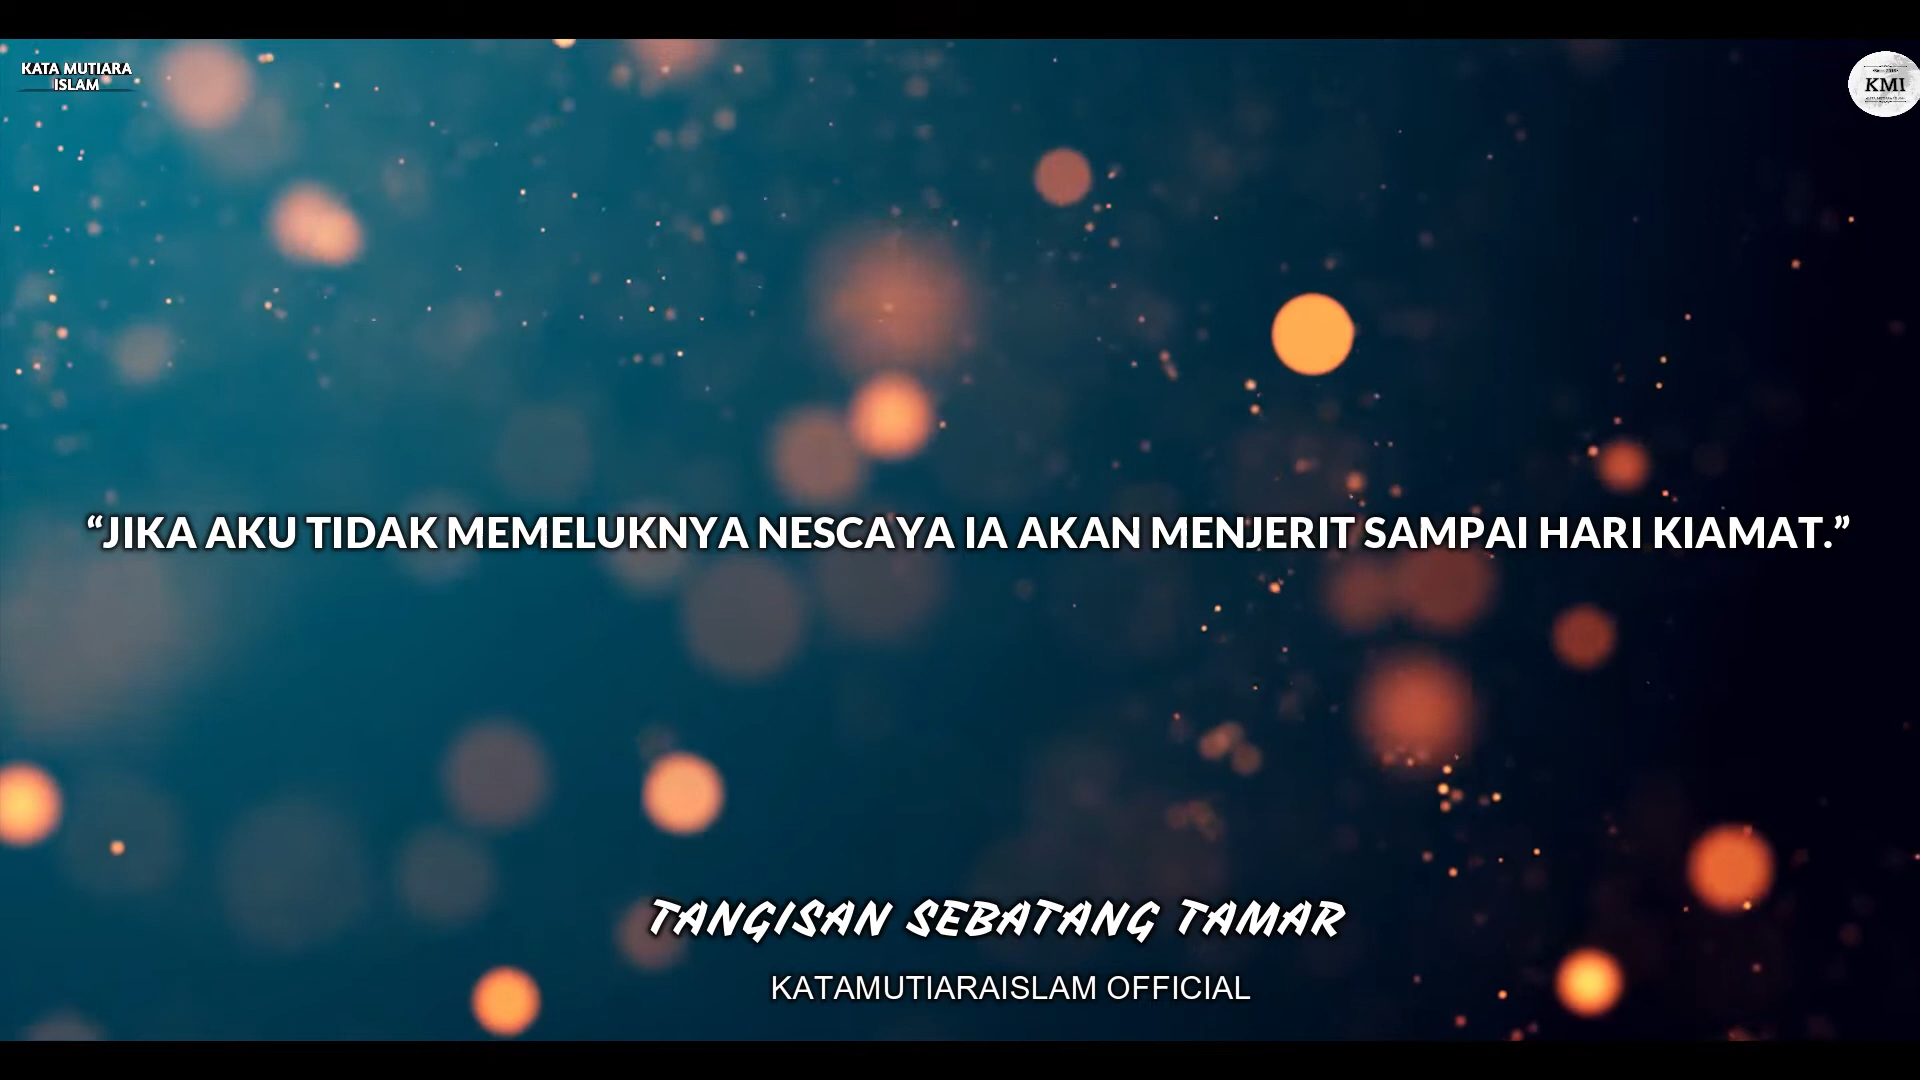 KATA MUTIARA
ISLAM
KMI
“JIKA AKU TIDAK MEMELUKNYA NESCAYA IA AKAN MENJERIT SAMPAI HARI KIAMAT.”
TANGISAN SEBATANG TAMAR
KATAMUTIARAISLAM OFFICIAL